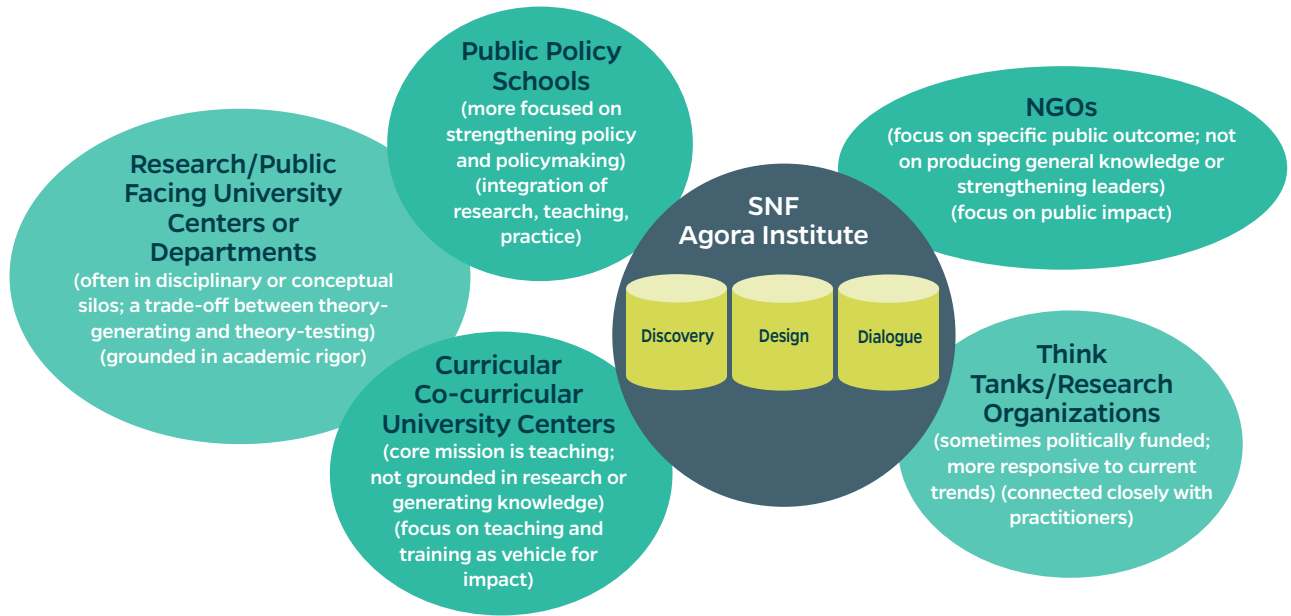 Public Policy
Schools
(more focused on
strengthening policy
and policymaking)
(integration of
research, teaching,
practice)
NGOs
(focus on specific public outcome; not
on producing general knowledge or
strengthening leaders)
(focus on public impact)
Research/Public
Facing University
Centers or
Departments
(often in disciplinary or conceptual
silos; a trade-off between theory-
generating and theory-testing)
(grounded in academic rigor)
SNF
Agora Institute
Discovery
Design
Dialogue
Curricular
Co-curricular
University Centers
(core mission is teaching;
not grounded in research or
generating knowledge)
(focus on teaching and
training as vehicle for
impact)
Think
Tanks/Research
Organizations
(sometimes politically funded;
more responsive to current
trends) (connected closely with
practitioners)